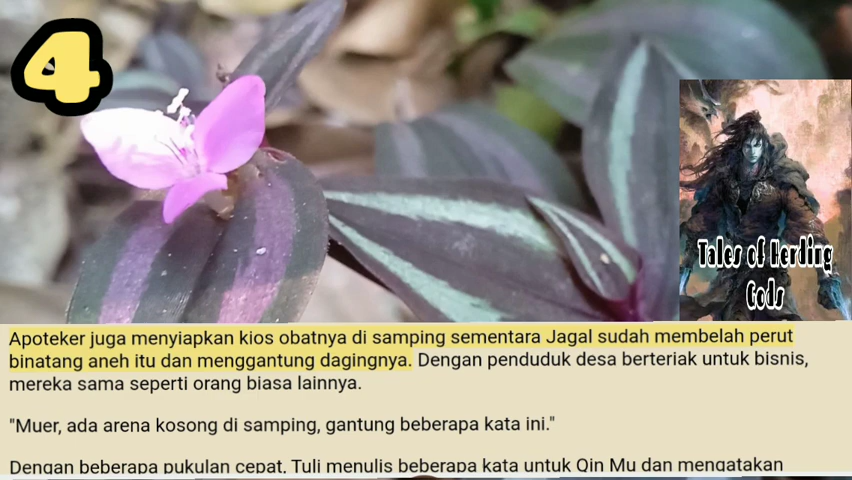 4
Tales of Herding
Gods
Apoteker juga menyiapkan kios obatnya di samping sementara Jagal sudah membelah perut
binatang aneh itu dan menggantung dagingnya. Dengan penduduk desa berteriak untuk bisnis,
mereka sama seperti orang biasa lainnya.
"Muer, ada arena kosong di samping, gantung beberapa kata ini."
Dengan beberapa pukulan cepat, Tuli menulis beberapa kata untuk Qin Mu dan mengatakan